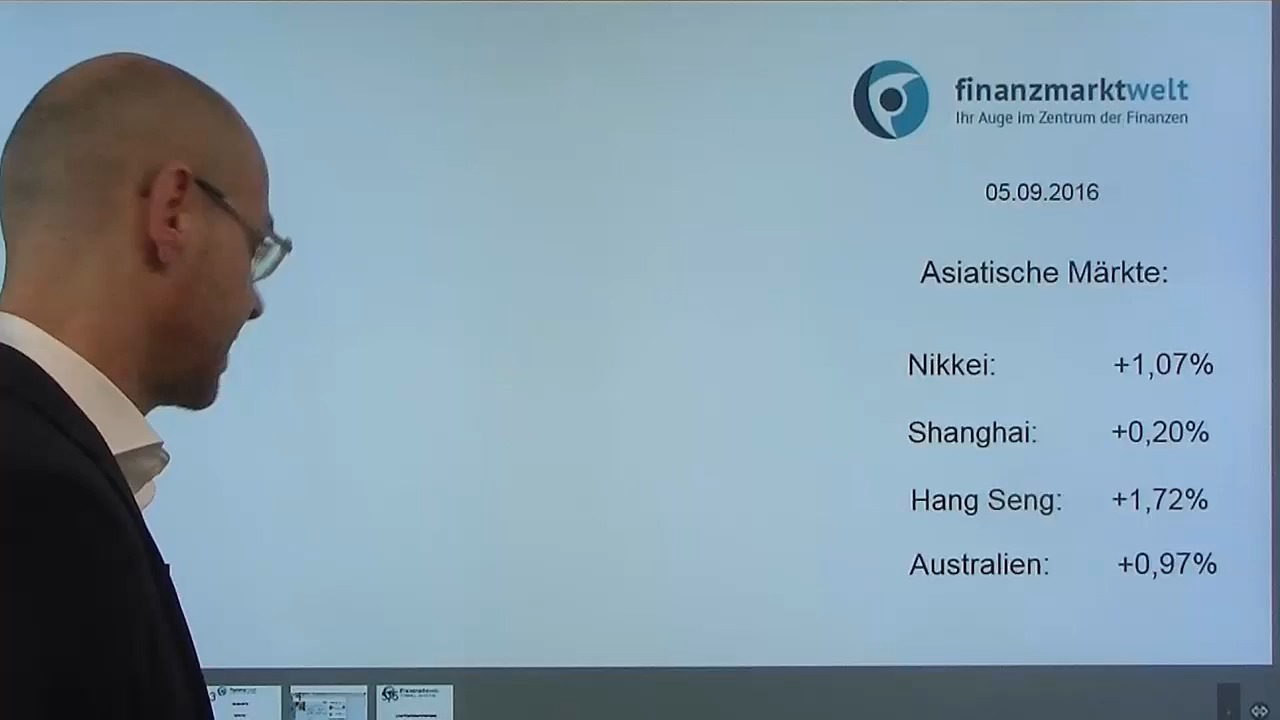 finanzmarktwelt
Ihr Auge im Zentrum der Finanzen
05.09.2016
Asiatische Märkte:
Nikkei: +1,07%
Shanghai: +0,20%
Hang Seng: +1,72%
Australien: +0,97%